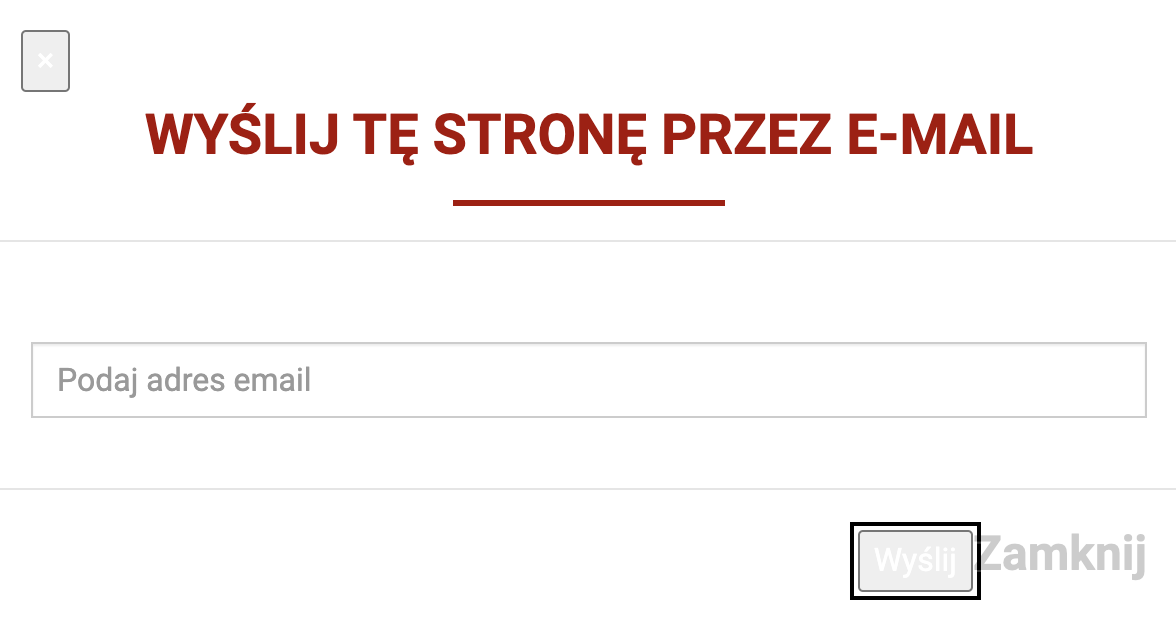 ×
WYŚLIJ TĘ STRONĘ PRZEZ E-MAIL
Podaj adres email
Wyślij Zamknij